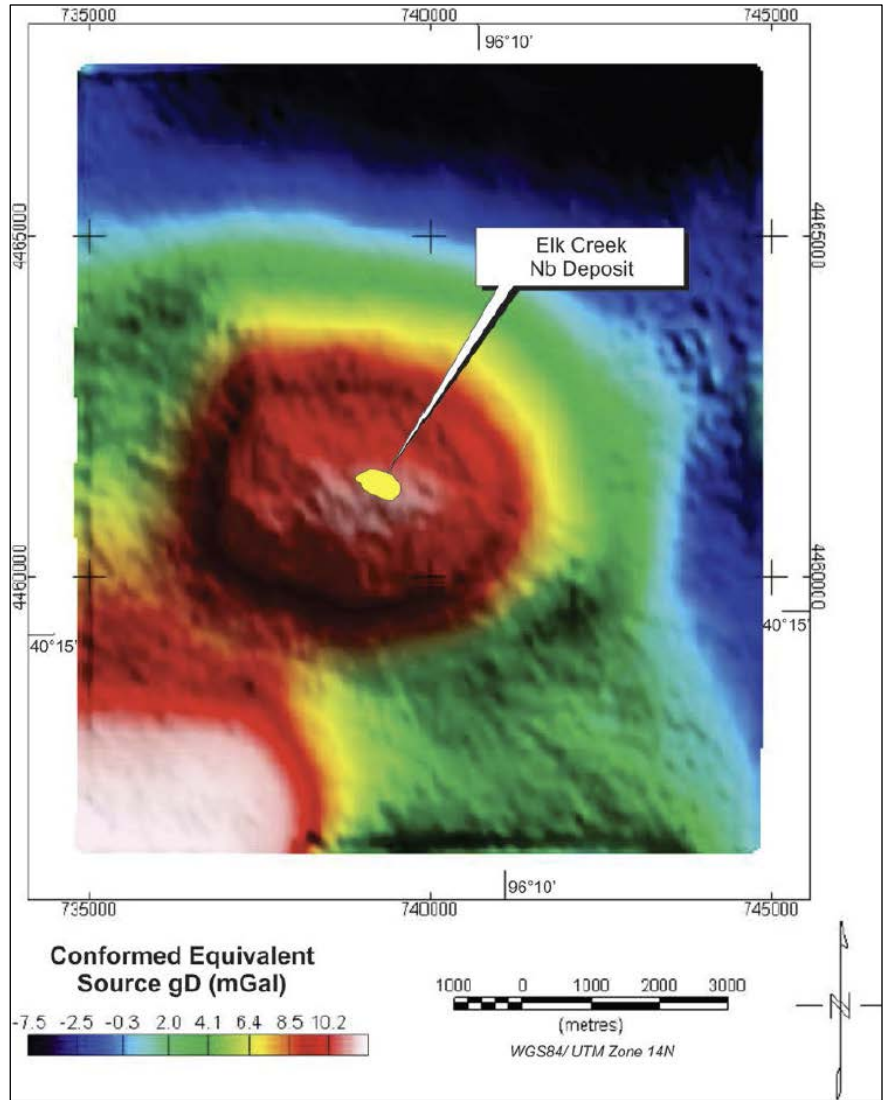 735000 740000 745000
96°10'
4465000 4465000
Elk Creek
Nb Deposit
4460000 4460000
40°15' 40°15'
96°10'
735000 740000 745000
Conformed Equivalent
Source gD (mGal)
-7.5 -2.5 -0.3 2.0 4.1 6.4 8.5 10.2
1000 0 1000 2000 3000
(metres)
WGS84/ UTM Zone 14N
N